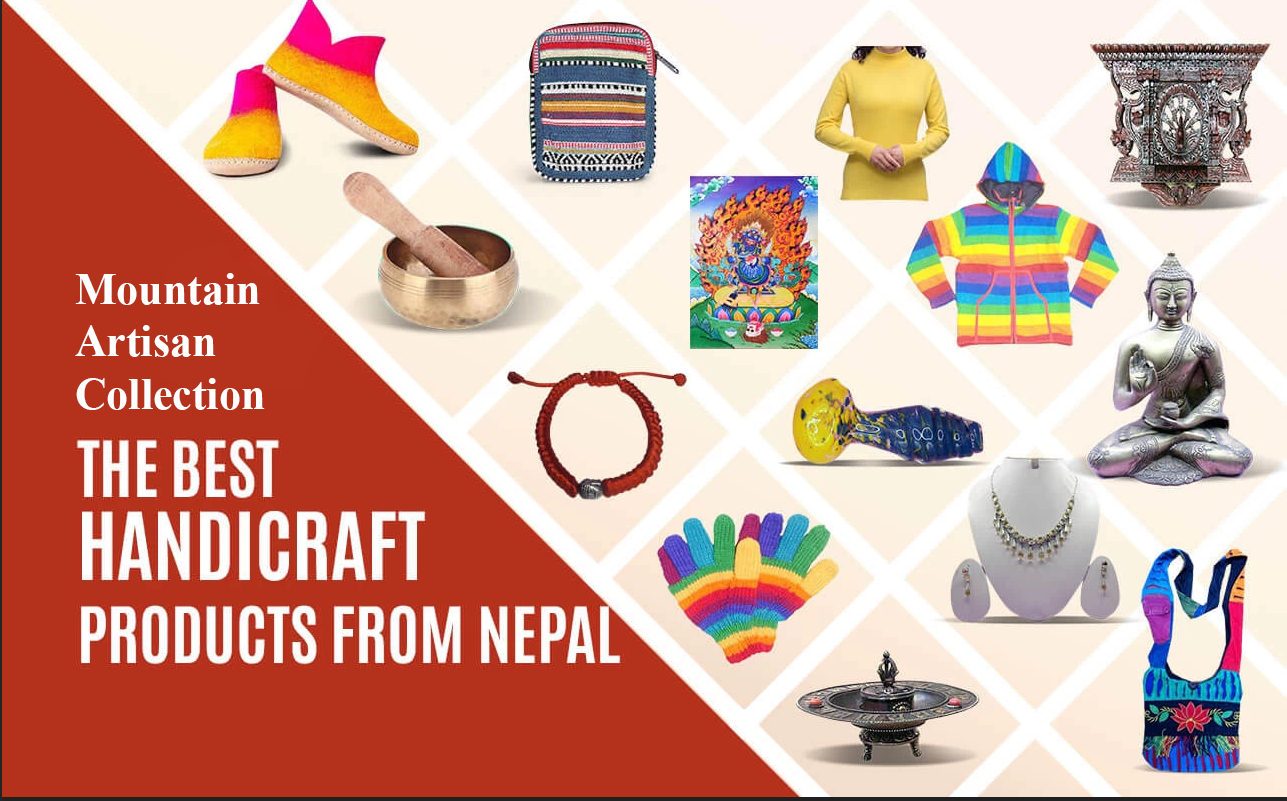 Mountain
Artisan
Collection
THE BEST
HANDICRAFT
PRODUCTS FROM NEPAL